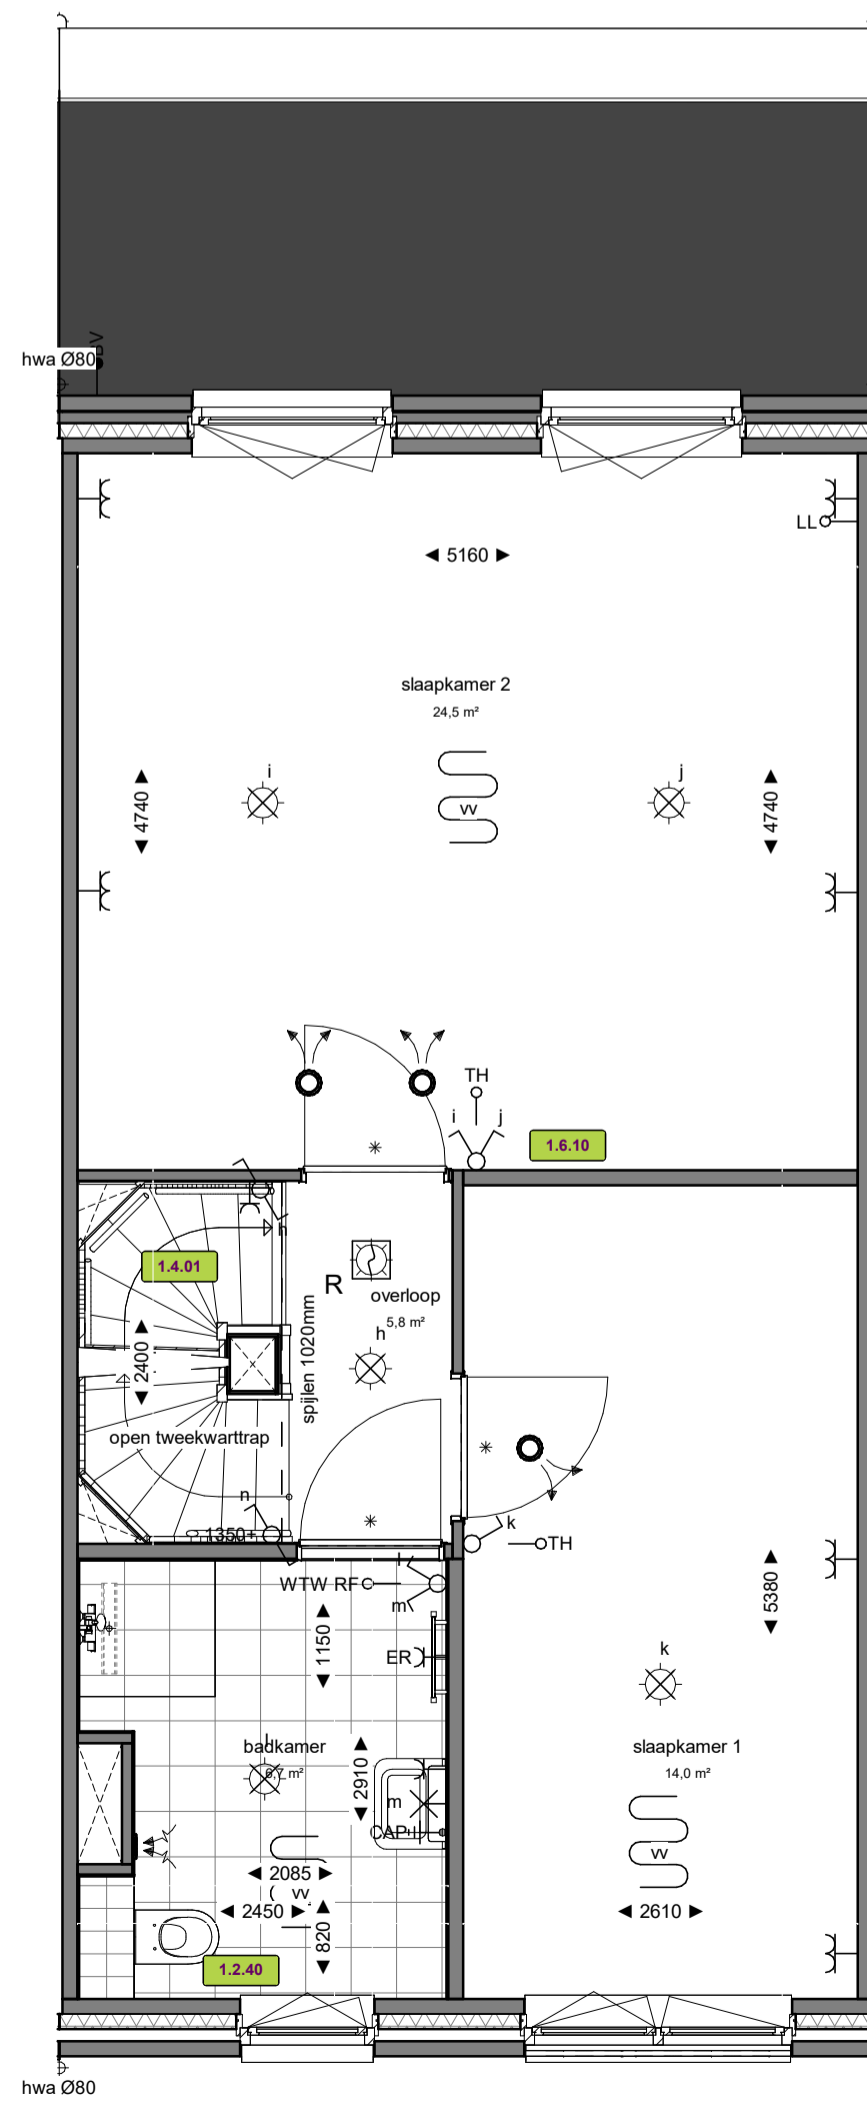 hwa Ø80
◄ 5160 ►
LL
slaapkamer 2
24,5 m²
i
j
◄ 4740 ►
vv
◄ 4740 ►
TH
i
j
1.6.10
h
1.4.01
R
overloop
5,8 m²
h
◄ 2400 ►
spijlen 1020mm
open tweekwarttrap
n
1350+
k
TH
WTW RF
m
◄ 1150 ►
ER
◄ 5380 ►
k
badkamer
6,7 m²
◄ 2910 ►
m
slaapkamer 1
14,0 m²
CAP
vv
◄ 2085 ►
vv
◄ 2450 ►
◄ 820 ►
◄ 2610 ►
1.2.40
hwa Ø80